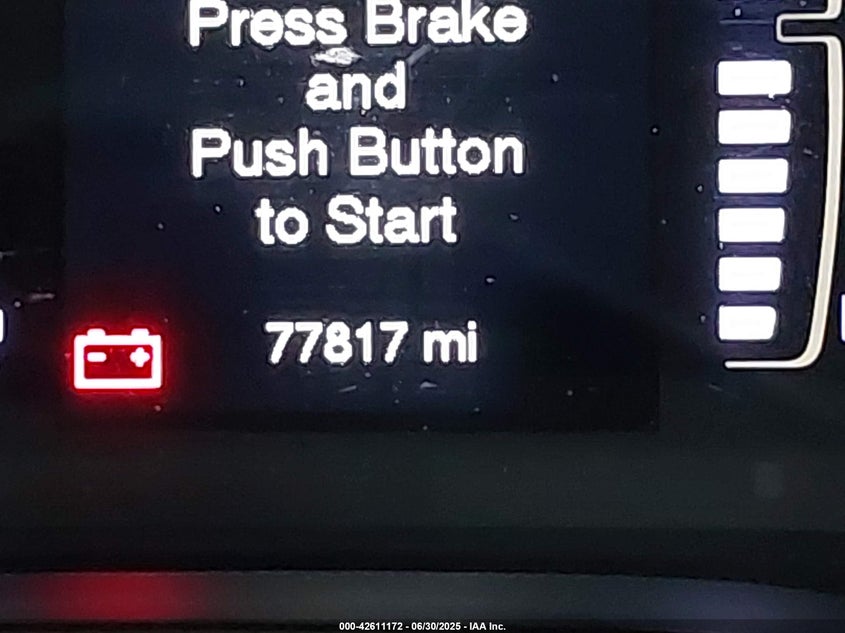 Press Brake
and
Push Button
to Start
77817 mi
000-42611172 - 06/30/2025 - IAA Inc.